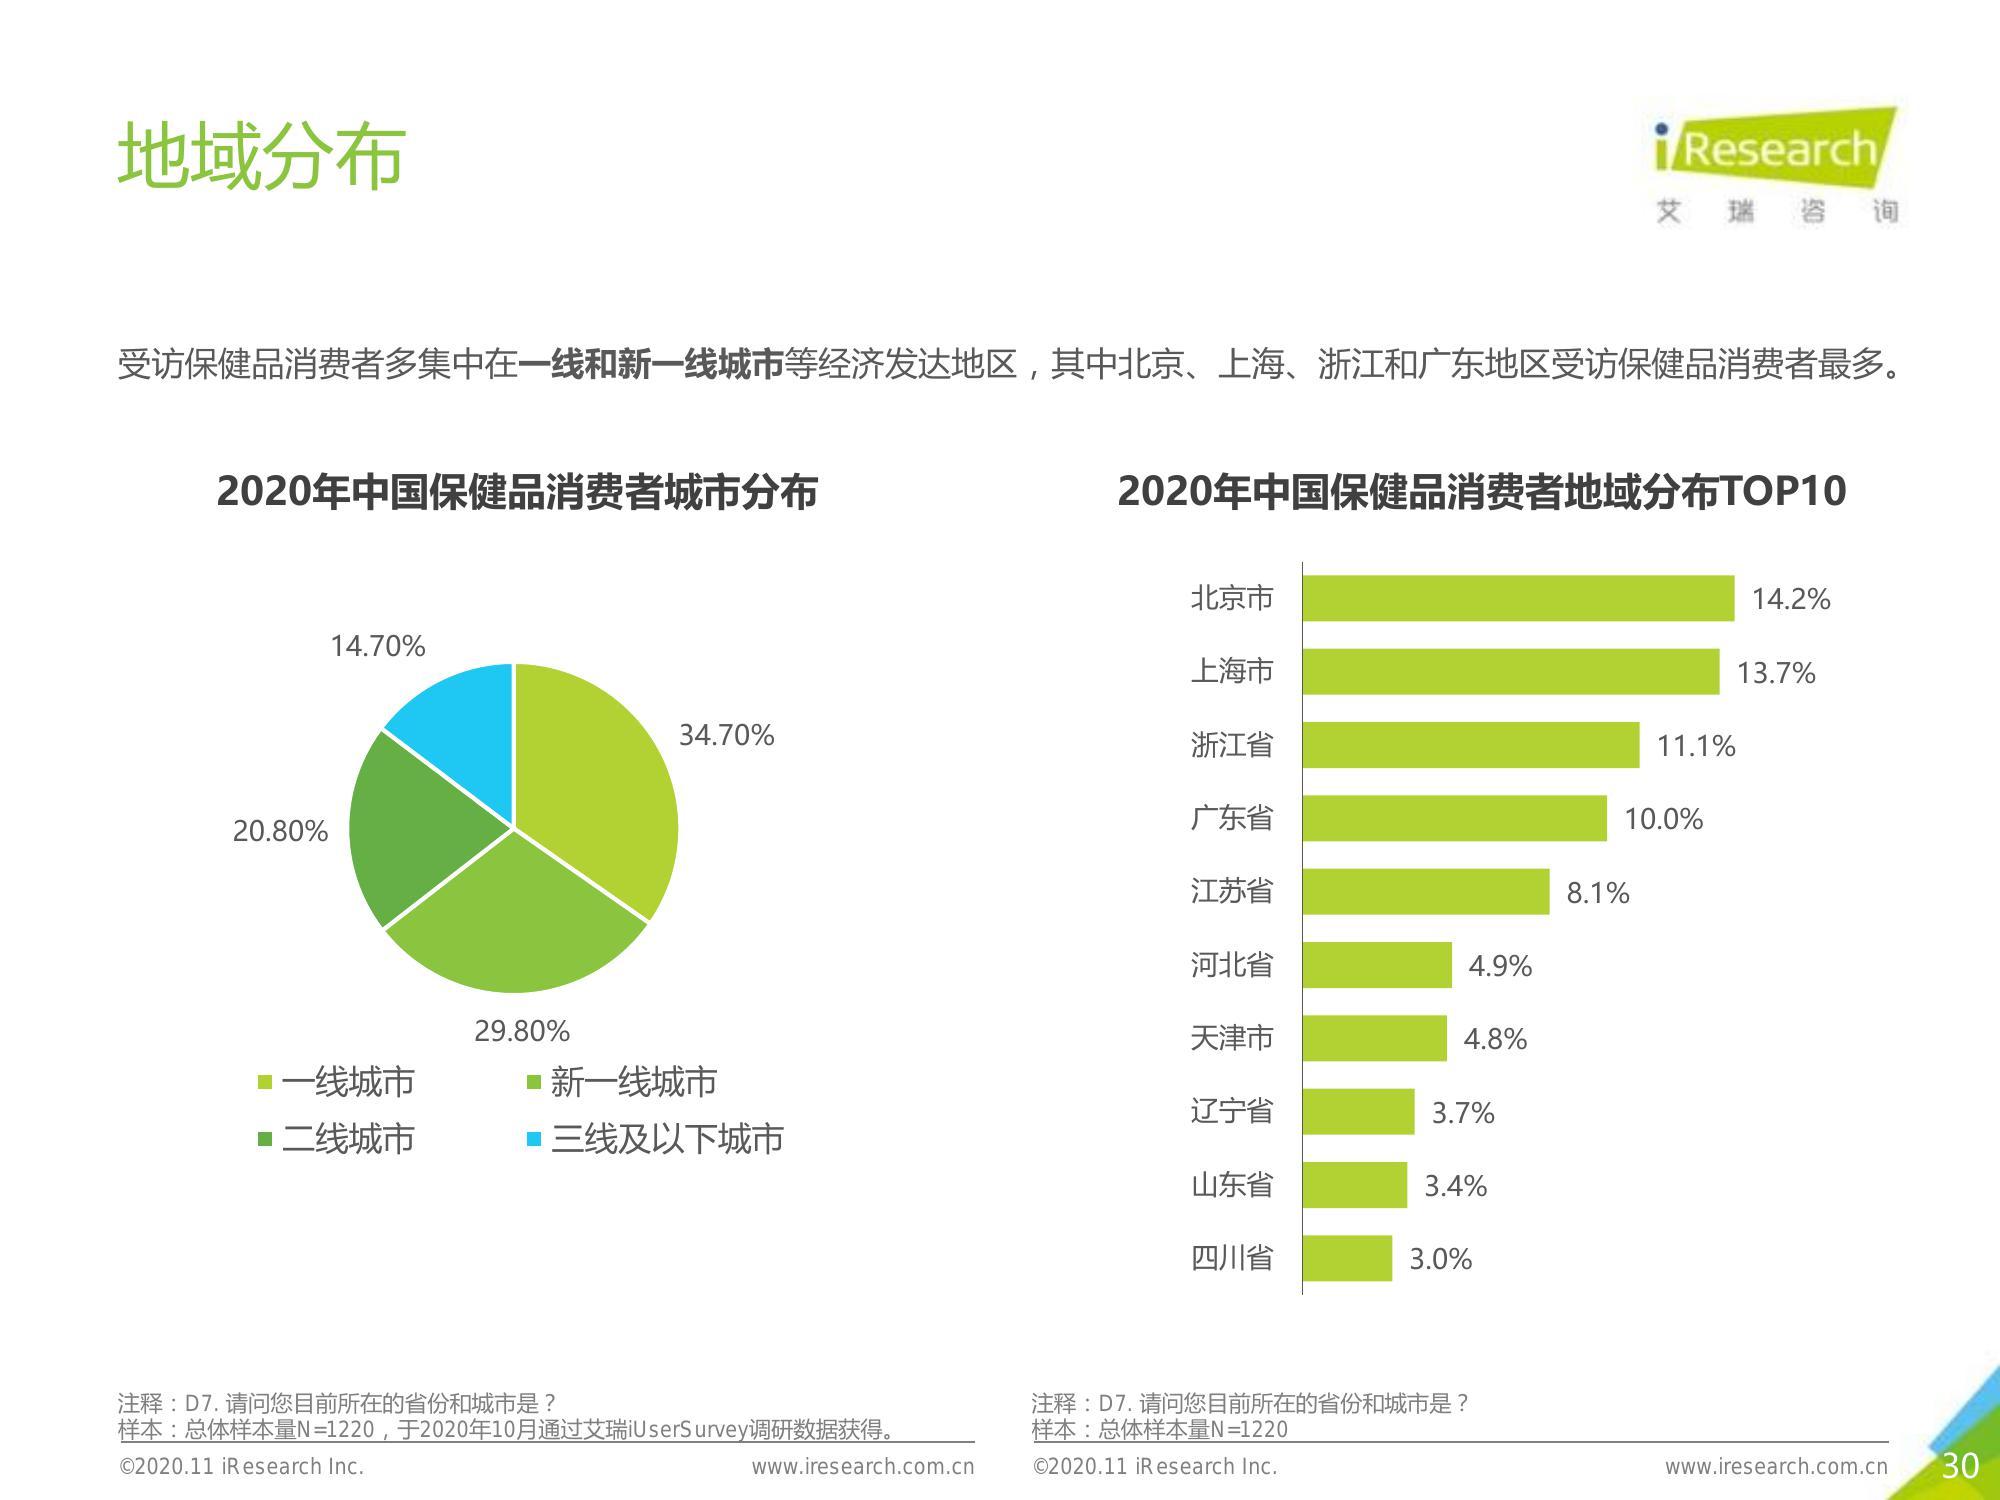 地域分布
iResearch
艾瑞咨询
受访保健品消费者多集中在一线和新一线城市等经济发达地区，其中北京、上海、浙江和广东地区受访保健品消费者最多。
2020年中国保健品消费者城市分布
14.70%
34.70%
20.80%
29.80%
一线城市
新一线城市
二线城市
三线及以下城市
2020年中国保健品消费者地域分布TOP10
北京市 14.2%
上海市 13.7%
浙江省 11.1%
广东省 10.0%
江苏省 8.1%
河北省 4.9%
天津市 4.8%
辽宁省 3.7%
山东省 3.4%
四川省 3.0%
注释：D7. 请问您目前所在的省份和城市是？
样本：总体样本量N=1220，于2020年10月通过艾瑞iUserSurvey调研数据获得。
©2020.11 iResearch Inc.
www.iresearch.com.cn
注释：D7. 请问您目前所在的省份和城市是？
样本：总体样本量N=1220
©2020.11 iResearch Inc.
www.iresearch.com.cn
30